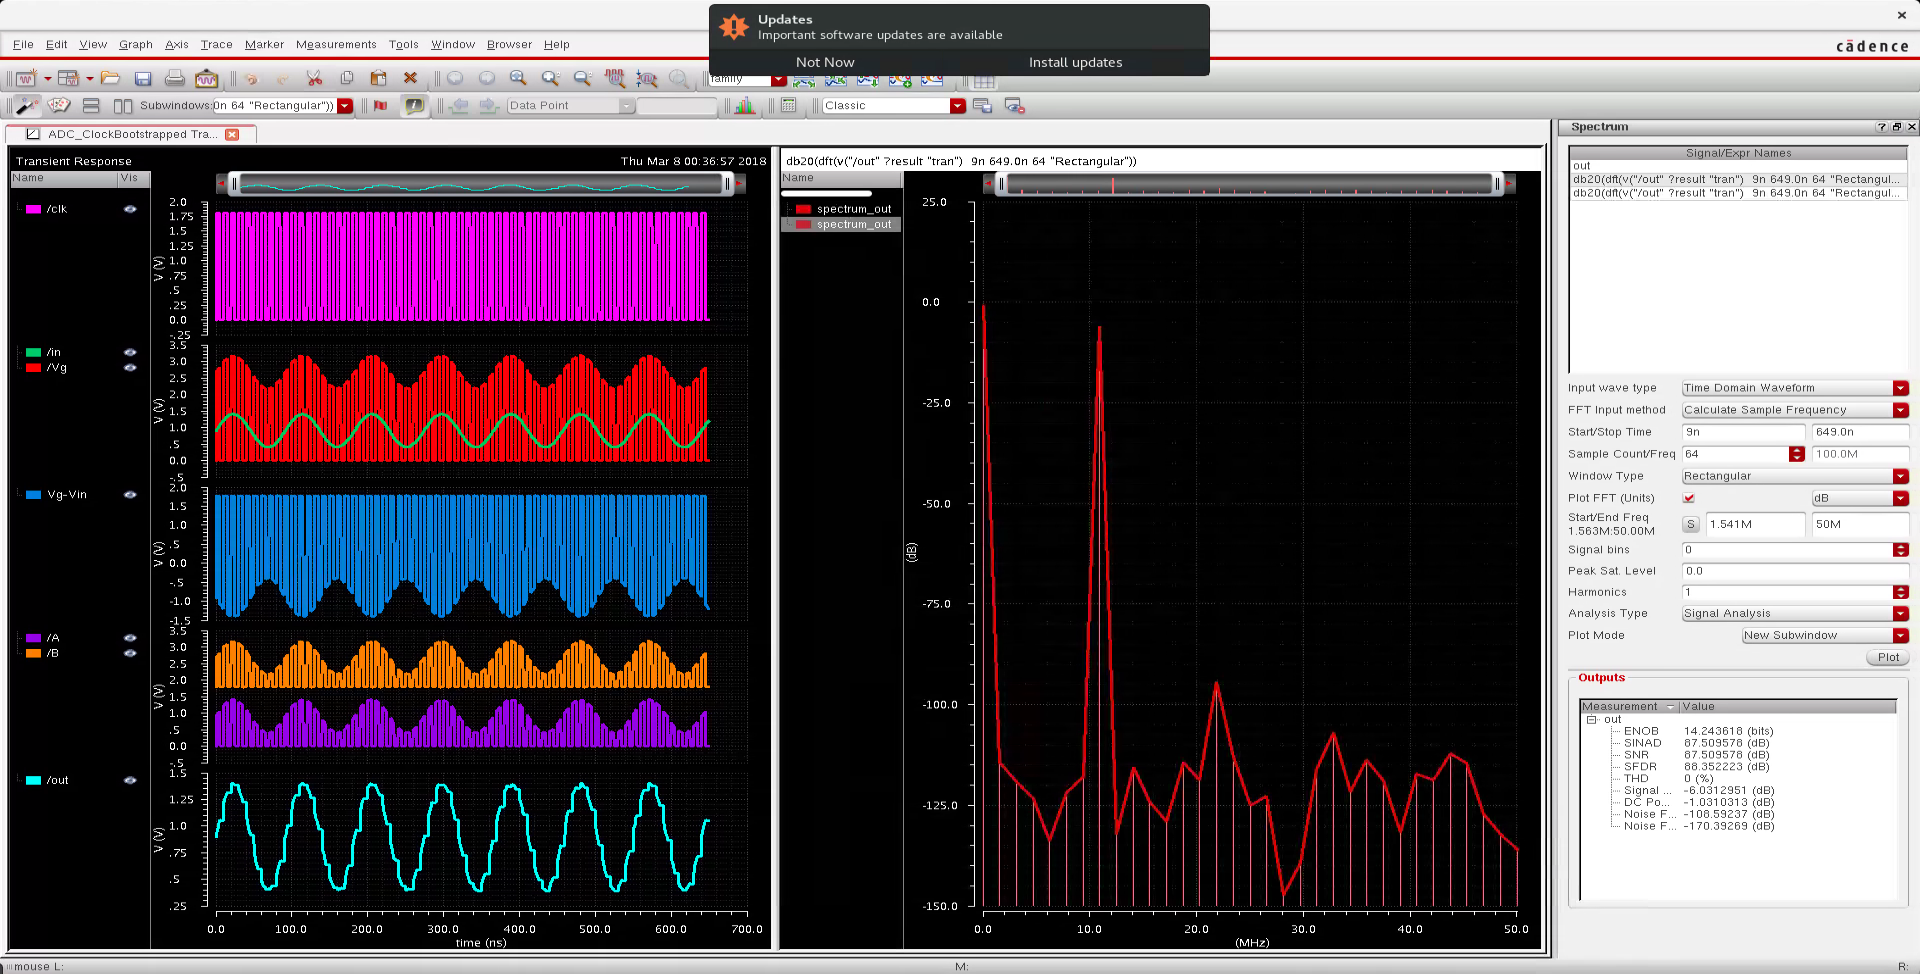 Updates
Important software updates are available
Not Now Install updates
File Edit View Graph Axis Trace Marker Measurements Tools Window Browser Help
cādence
family
Subwindows: 0n 64 "Rectangular")) Data Point Classic
ADC_ClockBootstrapped Tra...
Transient Response Thu Mar 8 00:36:57 2018
Name Vis
/clk
/in
/Vg
Vg-Vin
/A
/B
/out
V (V)
2.0
1.75
1.5
1.25
1.0
.75
.5
.25
0.0
-.25
V (V)
3.5
3.0
2.5
2.0
1.5
1.0
.5
0.0
-.5
V (V)
2.0
1.5
1.0
.5
0.0
-.5
-1.0
-1.5
V (V)
3.5
3.0
2.5
2.0
1.5
1.0
.5
0.0
-.5
V (V)
1.5
1.25
1.0
.75
.5
.25
0.0 100.0 200.0 300.0 400.0 500.0 600.0 700.0
time (ns)
db20(dft(v("/out" ?result "tran") 9n 649.0n 64 "Rectangular"))
Name
spectrum_out
spectrum_out
(dB)
25.0
0.0
-25.0
-50.0
-75.0
-100.0
-125.0
-150.0
0.0 10.0 20.0 30.0 40.0 50.0
(MHz)
Spectrum
Signal/Expr Names
out
db20(dft(v("/out" ?result "tran") 9n 649.0n 64 "Rectangul...
db20(dft(v("/out" ?result "tran") 9n 649.0n 64 "Rectangul...
Input wave type Time Domain Waveform
FFT Input method Calculate Sample Frequency
Start/Stop Time 9n 649.0n
Sample Count/Freq 64 100.0M
Window Type Rectangular
Plot FFT (Units) dB
Start/End Freq
1.563M:50.00M S 1.541M 50M
Signal bins 0
Peak Sat. Level 0.0
Harmonics 1
Analysis Type Signal Analysis
Plot Mode New Subwindow
Plot
Outputs
Measurement Value
out
ENOB 14.243618 (bits)
SINAD 87.509578 (dB)
SNR 87.509578 (dB)
SFDR 88.352223 (dB)
THD 0 (%)
Signal ... -6.0312951 (dB)
DC Po... -1.0310313 (dB)
Noise F... -108.59237 (dB)
Noise F... -170.39269 (dB)
mouse L: M: R: